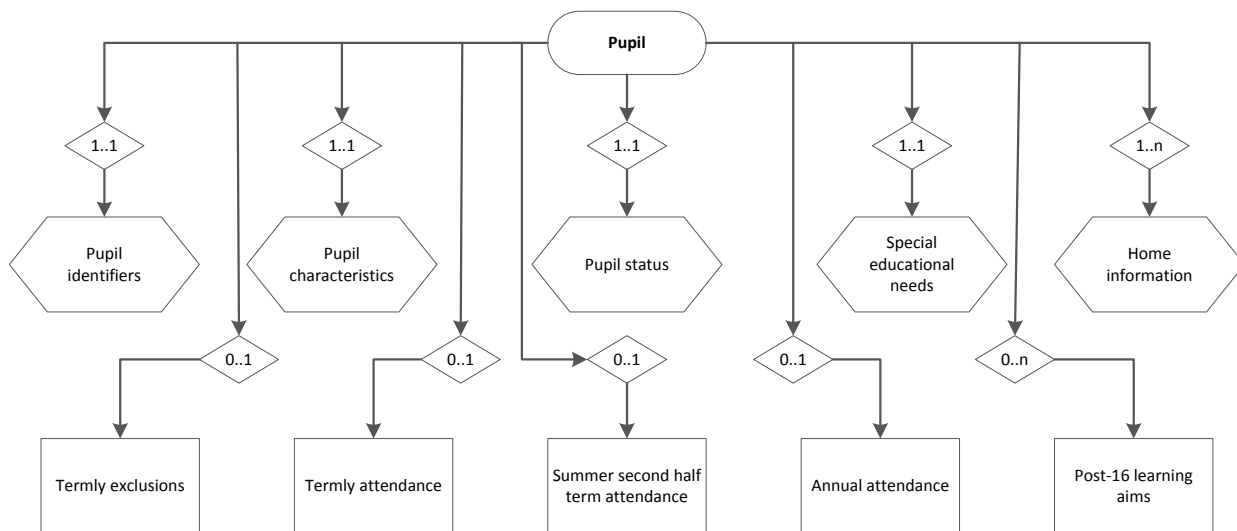 Pupil
1..1
1..1
1..1
1..1
1..n
Pupil
identifiers
Pupil
characteristics
Pupil status
Special
educational
needs
Home
information
0..1
0..1
0..1
0..1
0..n
Termly exclusions
Termly attendance
Summer second half
term attendance
Annual attendance
Post-16 learning
aims